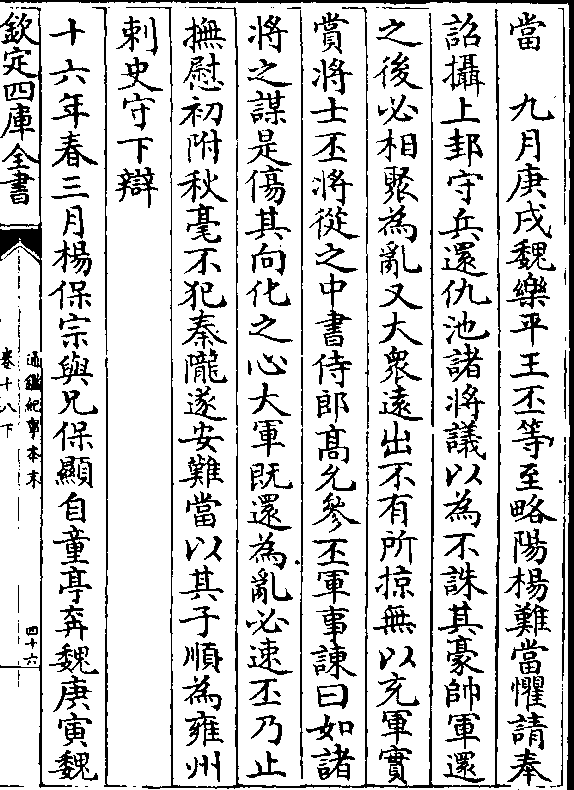 當　九月庚戌魏樂平王丕等至略陽楊難當懼請奉
詔攝上邽守兵還仇池諸將議以為不誅其豪帥軍還
之後必相聚為亂又大衆遠出不有所掠無以充軍實
賞將士丕將從之中書侍郎髙允參丕軍事諫曰如諸
將之謀是傷其向化之心大軍既還為亂必速丕乃止
撫慰初附秋毫不犯秦隴遂安難當以其子順為雍州
刺史守下辯
十六年春三月楊保宗與兄保顯自童亭奔魏庚寅魏
欽定四庫全書
通鑑紀事本末
卷十八下
四十六